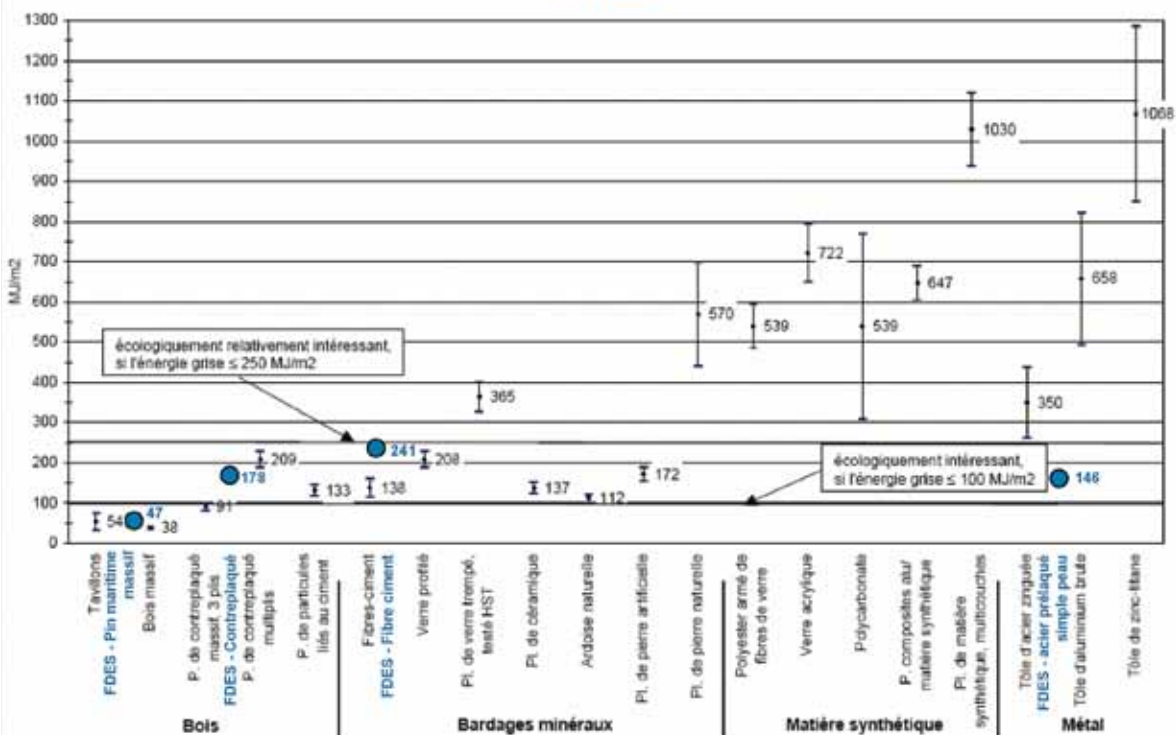 1300
1200
1100
1000
900
800
700
600
500
400
300
200
100
0
MJ/m2
1068
1030
722
647
658
570
539
539
écologiquement relativement intéressant,
si l'énergie grise ≤ 250 MJ/m2
365
350
241
209
208
178
172
écologiquement intéressant,
si l'énergie grise ≤ 100 MJ/m2
146
133
138
137
112
91
54
47
38
Tavillons
FDES - Pin maritime
massif
Bois massif
P. de contreplaqué
massif, 3 plis
FDES - Contreplaqué
P. de contreplaqué
multiplis
P. de particules
liés au ciment
Fibres-ciment
FDES - Fibre ciment
Verre profilé
Pl. de verre trempé,
testé HST
Pl. de céramique
Ardoise naturelle
Pl. de pierre artificielle
Pl. de pierre naturelle
Polyester armé de
fibres de verre
Verre acrylique
Polycarbonate
P. composites alu/
matière synthétique
Pl. de matière
synthétique, multicouches
Tôle d'acier zinguée
FDES - acier prélaqué
simple peau
Tôle d'aluminum brute
Tôle de zinc-titane
Bois
Bardages minéraux
Matière synthétique
Métal